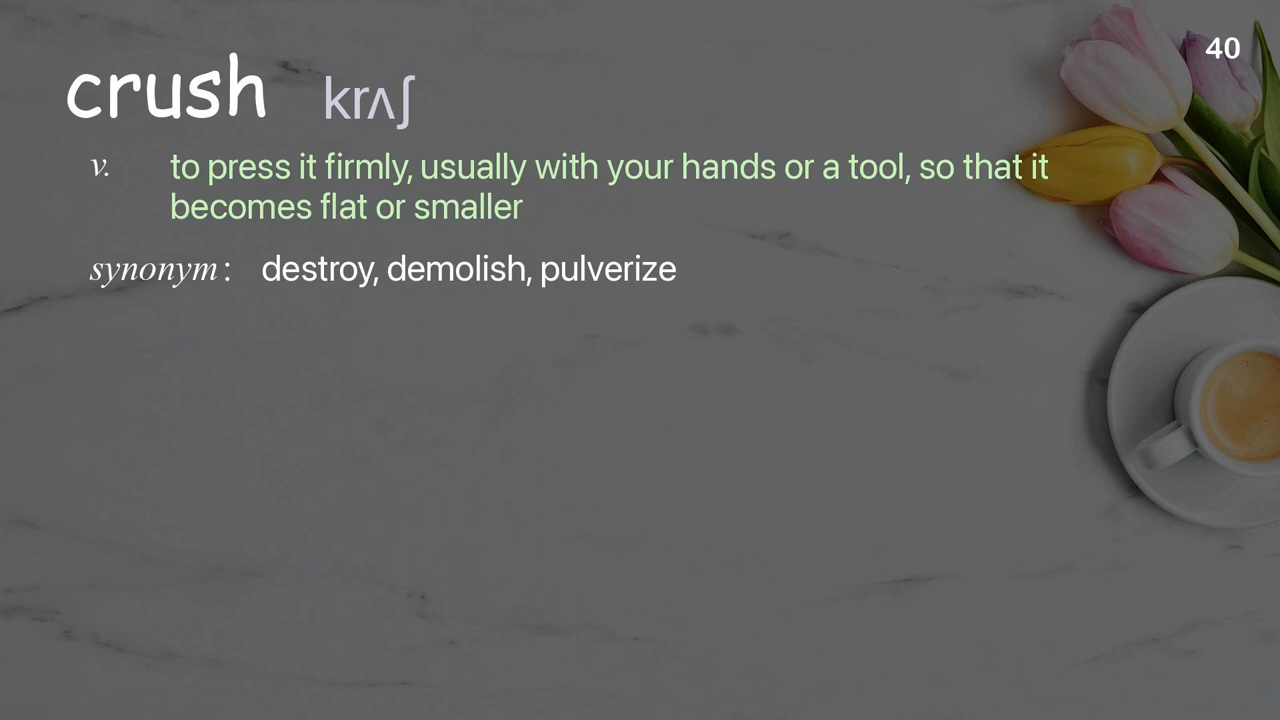 40
crush krʌʃ
v. to press it firmly, usually with your hands or a tool, so that it
becomes flat or smaller
synonym: destroy, demolish, pulverize